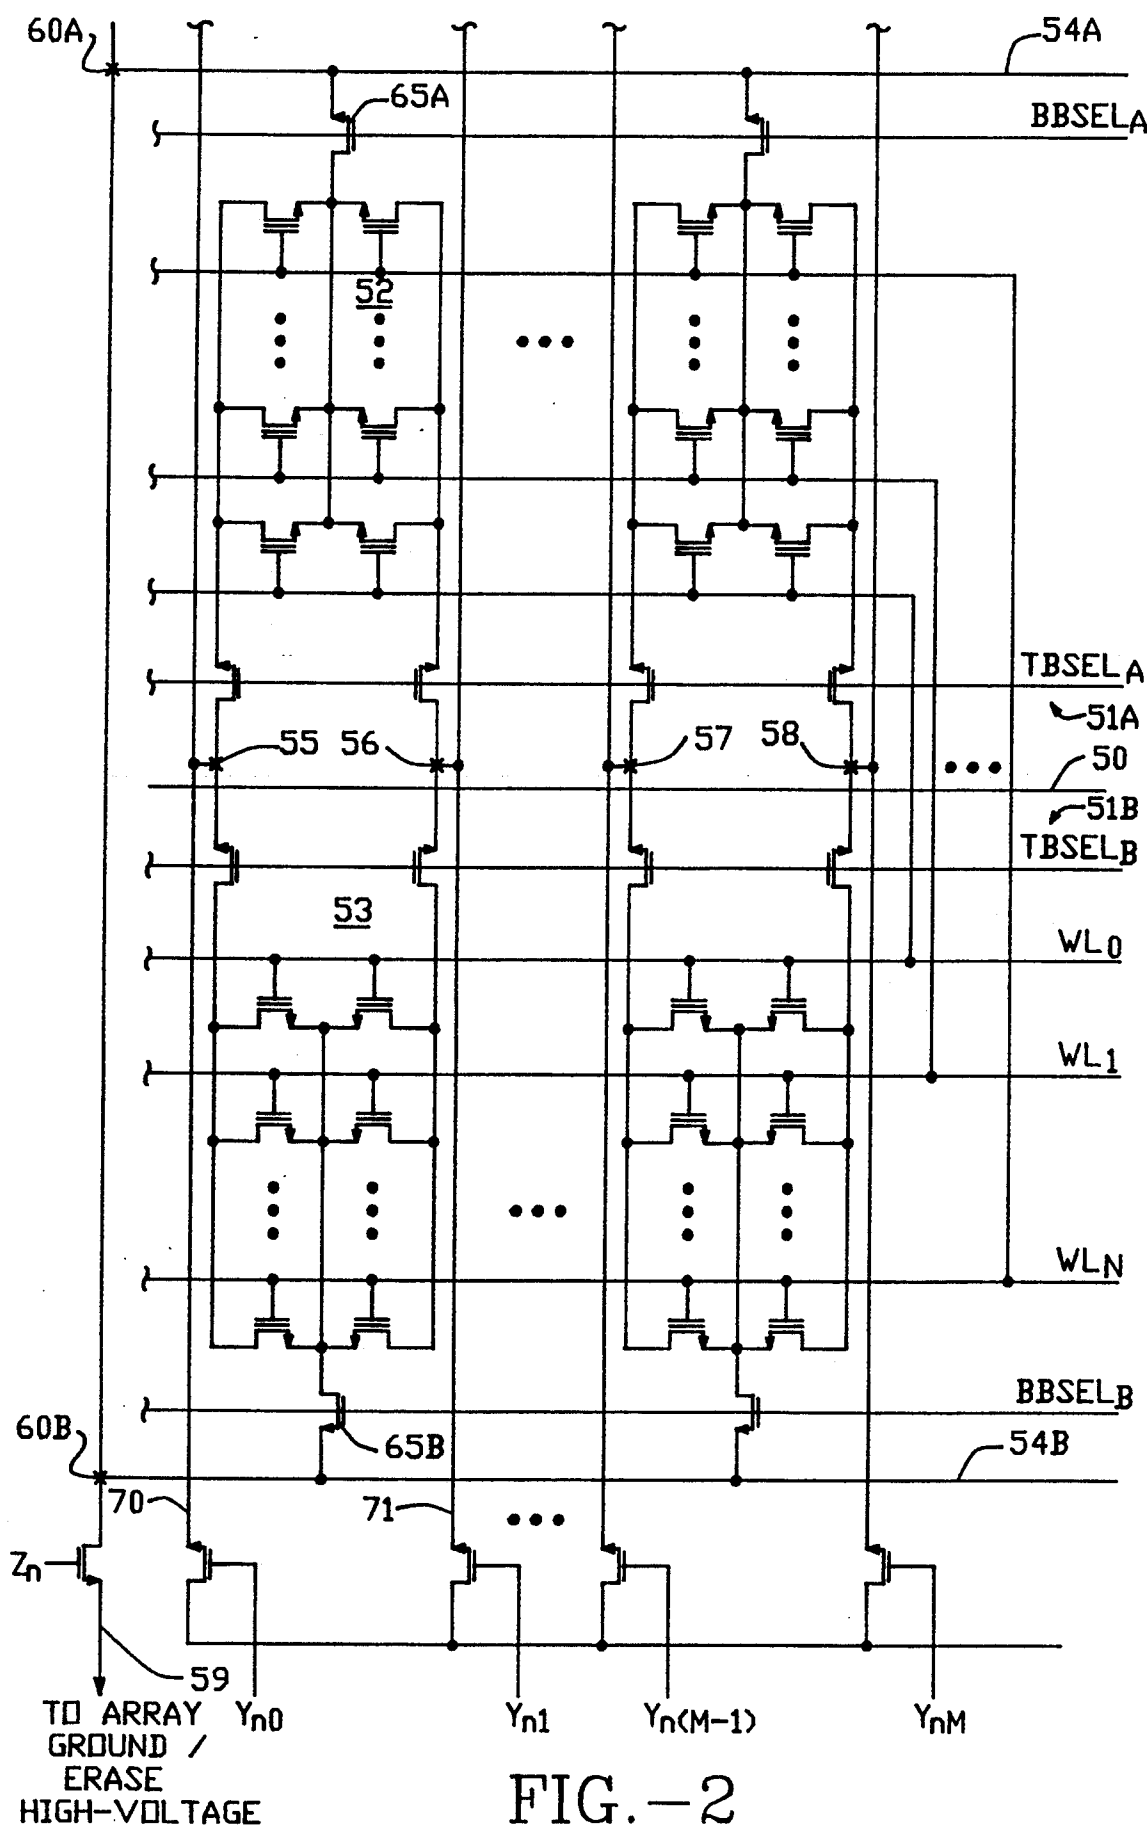 60A
54A
65A
BBSELA
52
TBSELA
51A
55
56
57
58
50
51B
TBSELB
53
WL0
WL1
WLN
BBSELB
60B
65B
54B
70
71
Zn
59
TO ARRAY
GROUND /
ERASE
HIGH-VOLTAGE
Yn0
Yn1
Yn(M-1)
YnM
FIG.-2